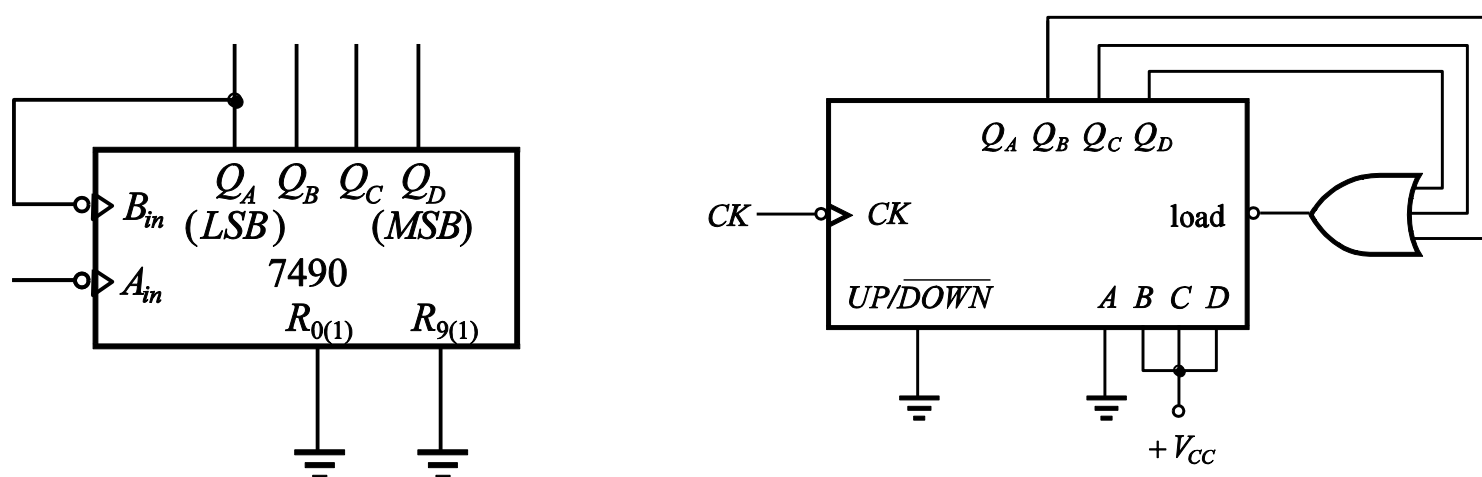 Q_A Q_B Q_C Q_D
(LSB) (MSB)
B_in
A_in
7490
R_0(1) R_9(1)
Q_A Q_B Q_C Q_D
CK CK
load
UP/D̅O̅W̅N̅ A B C D
+V_CC